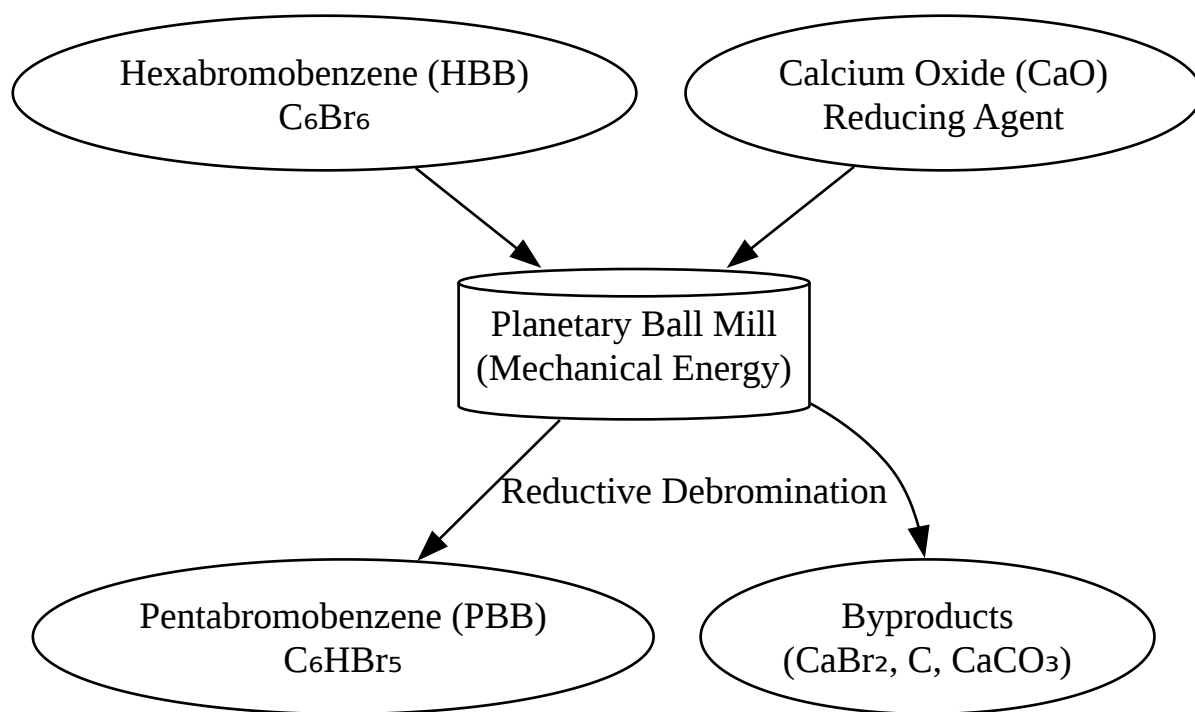 Hexabromobenzene (HBB)
C₆Br₆
Calcium Oxide (CaO)
Reducing Agent
Planetary Ball Mill
(Mechanical Energy)
Reductive Debromination
Pentabromobenzene (PBB)
C₆HBr₅
Byproducts
(CaBr₂, C, CaCO₃)